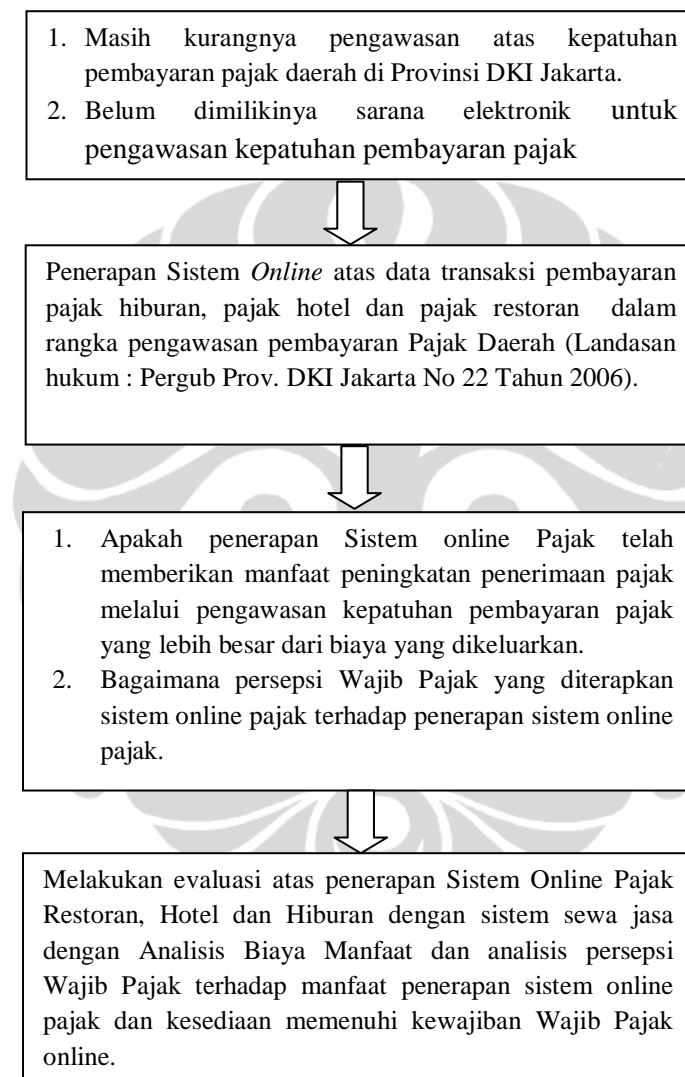 1. Masih kurangnya pengawasan atas kepatuhan
pembayaran pajak daerah di Provinsi DKI Jakarta.
2. Belum dimilikinya sarana elektronik untuk
pengawasan kepatuhan pembayaran pajak
Penerapan Sistem Online atas data transaksi pembayaran
pajak hiburan, pajak hotel dan pajak restoran dalam
rangka pengawasan pembayaran Pajak Daerah (Landasan
hukum : Pergub Prov. DKI Jakarta No 22 Tahun 2006).
1. Apakah penerapan Sistem online Pajak telah
memberikan manfaat peningkatan penerimaan pajak
melalui pengawasan kepatuhan pembayaran pajak
yang lebih besar dari biaya yang dikeluarkan.
2. Bagaimana persepsi Wajib Pajak yang diterapkan
sistem online pajak terhadap penerapan sistem online
pajak.
Melakukan evaluasi atas penerapan Sistem Online Pajak
Restoran, Hotel dan Hiburan dengan sistem sewa jasa
dengan Analisis Biaya Manfaat dan analisis persepsi
Wajib Pajak terhadap manfaat penerapan sistem online
pajak dan kesediaan memenuhi kewajiban Wajib Pajak
online.